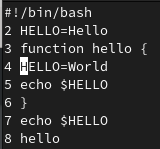 #!/bin/bash
2 HELLO=Hello
3 function hello {
4 HELLO=World
5 echo $HELLO
6 }
7 echo $HELLO
8 hello